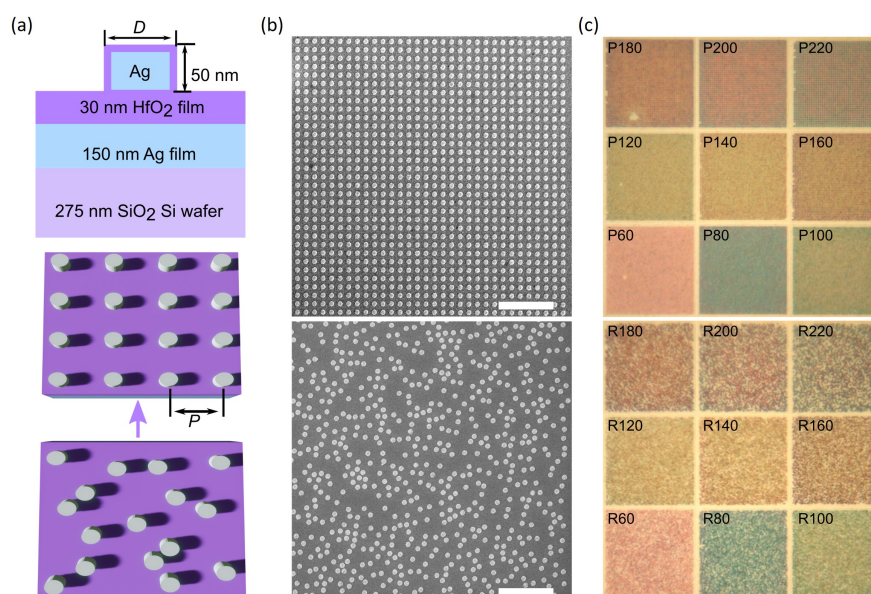 (a)
D
Ag
50 nm
30 nm HfO₂ film
150 nm Ag film
275 nm SiO₂ Si wafer
P
(b)
(c)
P180 P200 P220
P120 P140 P160
P60 P80 P100
R180 R200 R220
R120 R140 R160
R60 R80 R100